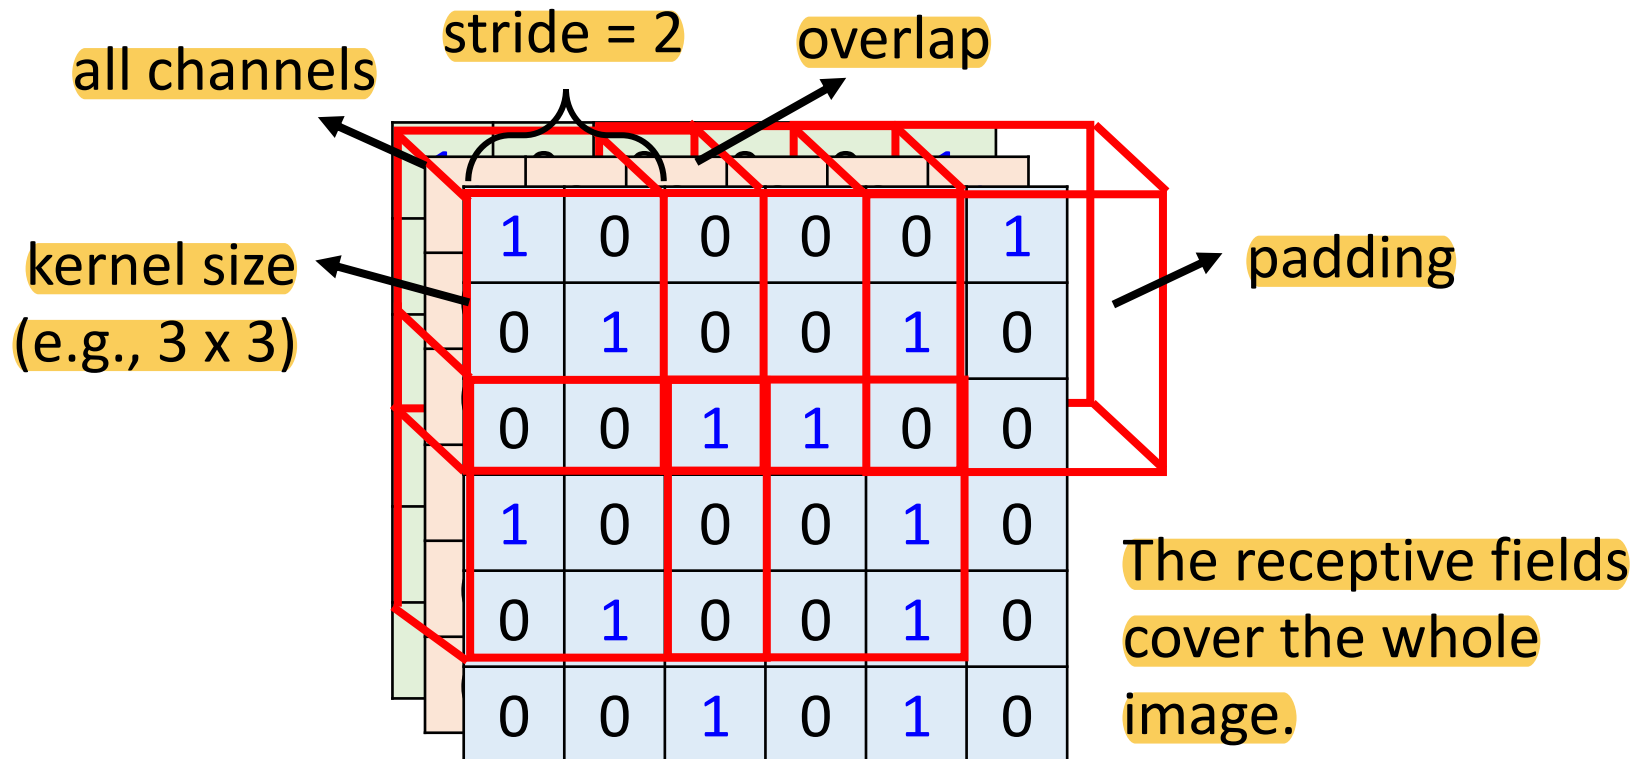 stride = 2
overlap
all channels
kernel size
(e.g., 3 x 3)
padding
1 0 0 0 0 1
0 1 0 0 1 0
0 0 1 1 0 0
1 0 0 0 1 0
0 1 0 0 1 0
0 0 1 0 1 0
The receptive fields
cover the whole
image.